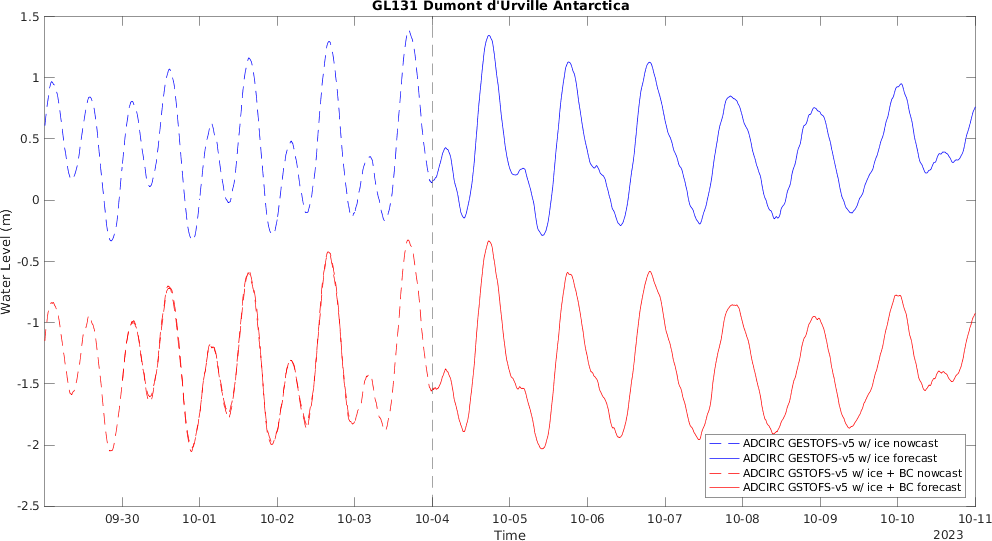 GL131 Dumont d'Urville Antarctica
1.5
1
0.5
0
-0.5
-1
-1.5
-2
-2.5
Water Level (m)
09-30 10-01 10-02 10-03 10-04 10-05 10-06 10-07 10-08 10-09 10-10 10-11
Time
2023
ADCIRC GESTOFS-v5 w/ ice nowcast
ADCIRC GESTOFS-v5 w/ ice forecast
ADCIRC GSTOFS-v5 w/ ice + BC nowcast
ADCIRC GSTOFS-v5 w/ ice + BC forecast